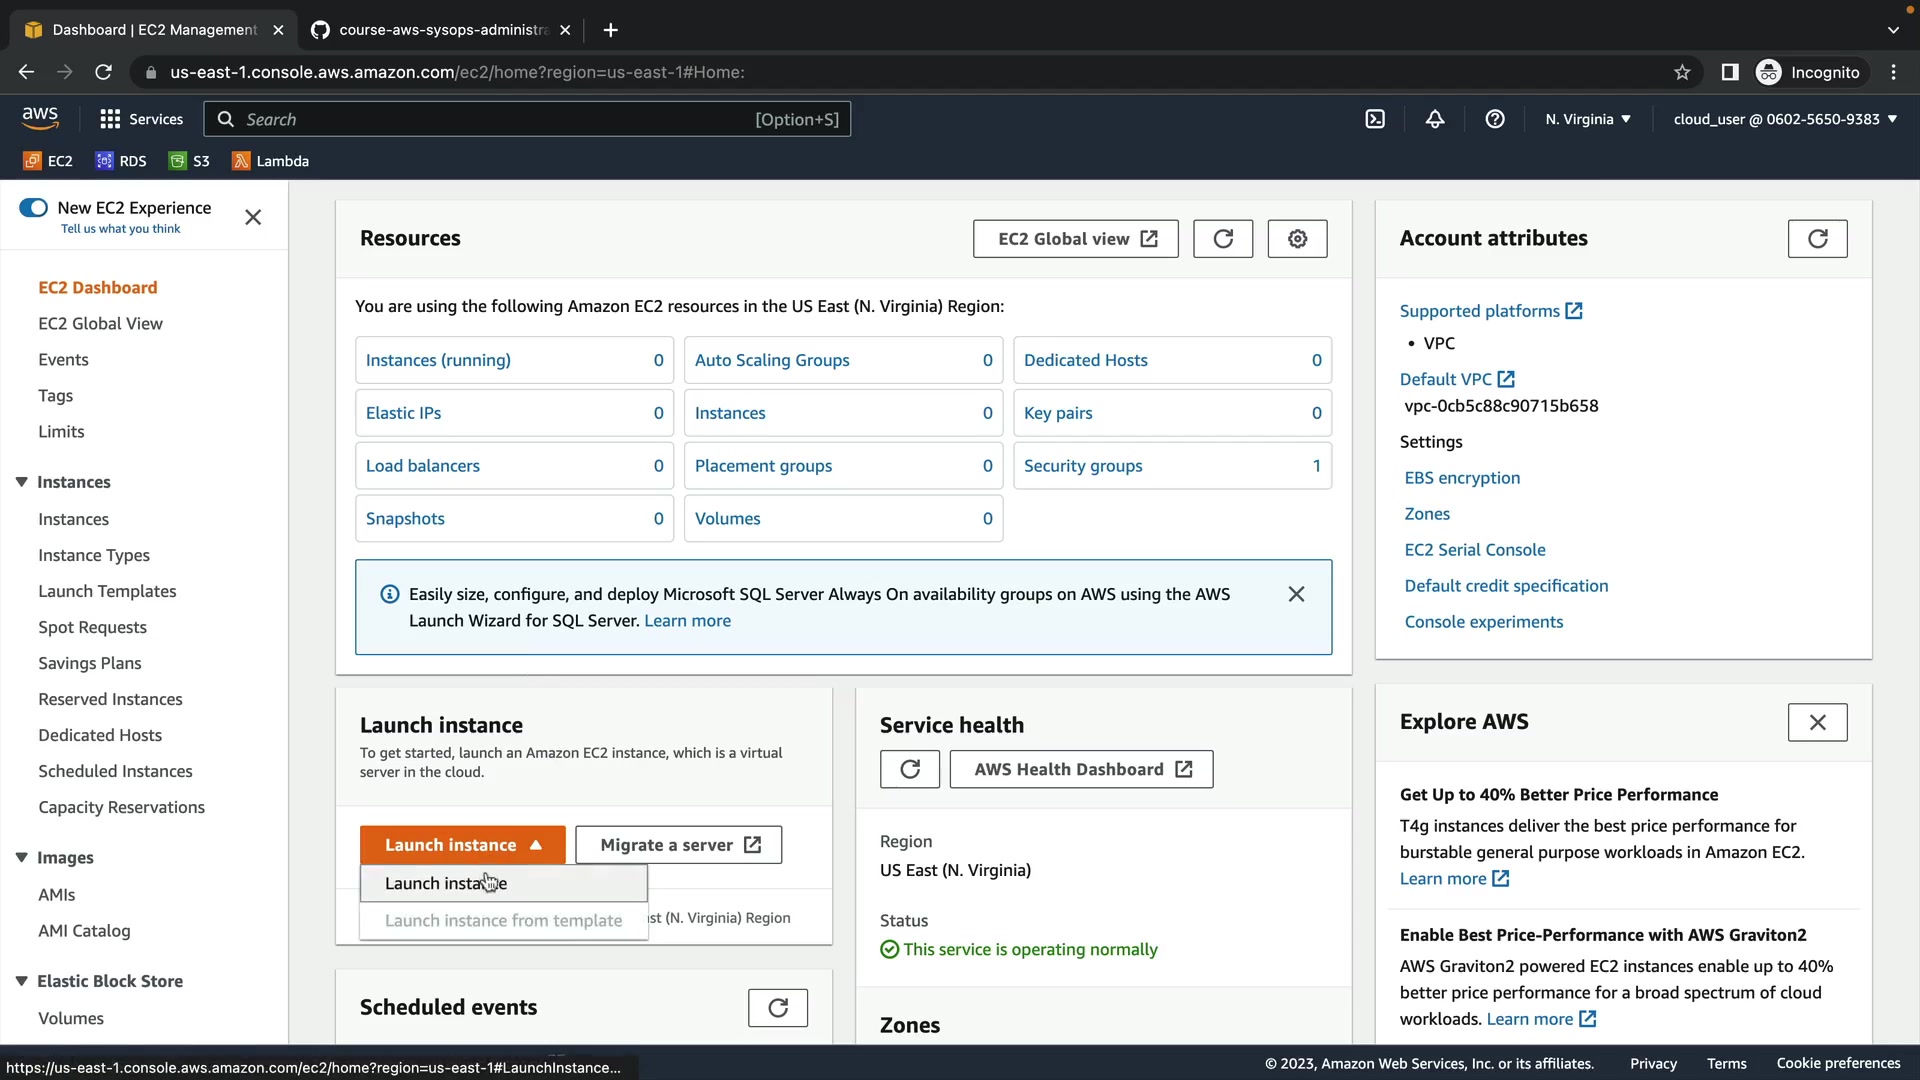 Dashboard | EC2 Management
course-aws-sysops-administra
us-east-1.console.aws.amazon.com/ec2/home?region=us-east-1#Home:
Incognito
aws
Services
Search
[Option+S]
N. Virginia
cloud_user @ 0602-5650-9383
EC2
RDS
S3
Lambda
New EC2 Experience
Tell us what you think
EC2 Dashboard
EC2 Global View
Events
Tags
Limits
Instances
Instances
Instance Types
Launch Templates
Spot Requests
Savings Plans
Reserved Instances
Dedicated Hosts
Scheduled Instances
Capacity Reservations
Images
AMIs
AMI Catalog
Elastic Block Store
Volumes
Resources
EC2 Global view
You are using the following Amazon EC2 resources in the US East (N. Virginia) Region:
Instances (running) 0
Auto Scaling Groups 0
Dedicated Hosts 0
Elastic IPs 0
Instances 0
Key pairs 0
Load balancers 0
Placement groups 0
Security groups 1
Snapshots 0
Volumes 0
Easily size, configure, and deploy Microsoft SQL Server Always On availability groups on AWS using the AWS
Launch Wizard for SQL Server. Learn more
Launch instance
To get started, launch an Amazon EC2 instance, which is a virtual
server in the cloud.
Launch instance
Migrate a server
Launch instance
Launch instance from template
st (N. Virginia) Region
Scheduled events
Service health
AWS Health Dashboard
Region
US East (N. Virginia)
Status
This service is operating normally
Zones
Account attributes
Supported platforms
• VPC
Default VPC
vpc-0cb5c88c90715b658
Settings
EBS encryption
Zones
EC2 Serial Console
Default credit specification
Console experiments
Explore AWS
Get Up to 40% Better Price Performance
T4g instances deliver the best price performance for
burstable general purpose workloads in Amazon EC2.
Learn more
Enable Best Price-Performance with AWS Graviton2
AWS Graviton2 powered EC2 instances enable up to 40%
better price performance for a broad spectrum of cloud
workloads. Learn more
https://us-east-1.console.aws.amazon.com/ec2/home?region=us-east-1#LaunchInstance...
© 2023, Amazon Web Services, Inc. or its affiliates.
Privacy
Terms
Cookie preferences